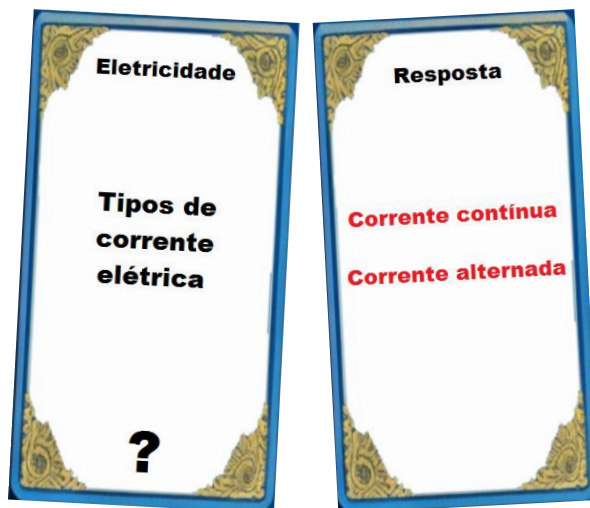 Eletricidade
Tipos de
corrente
elétrica
?
Resposta
Corrente contínua
Corrente alternada